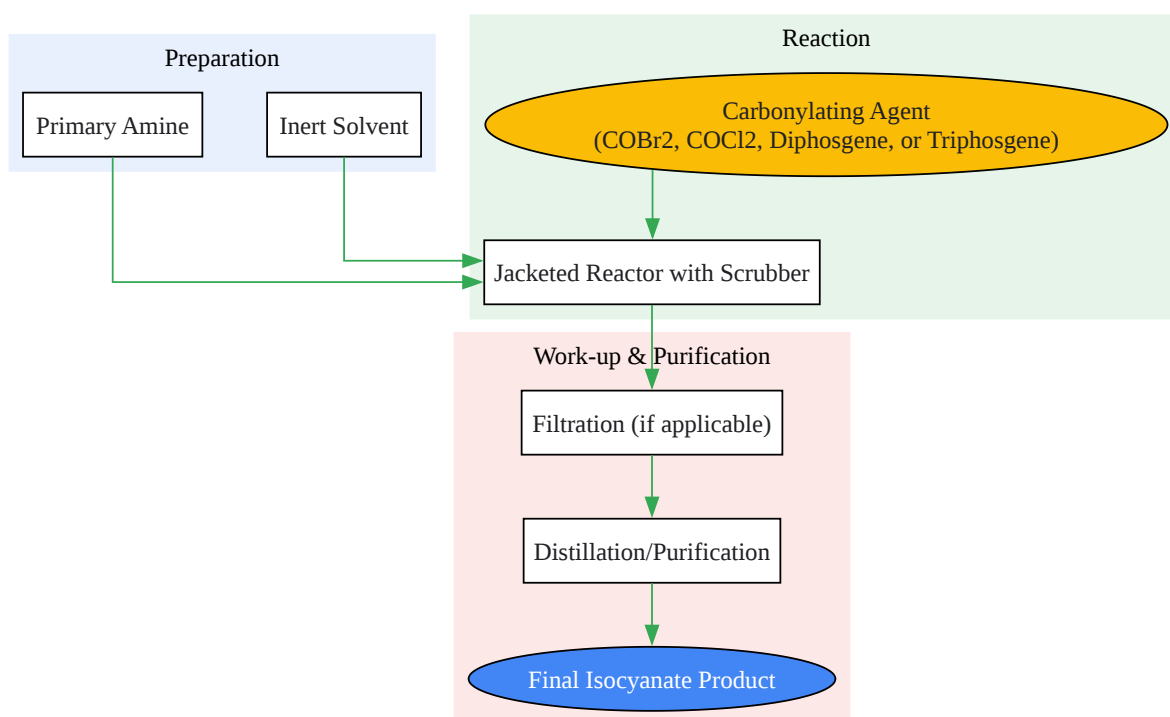 Preparation
Primary Amine
Inert Solvent
Reaction
Carbonylating Agent
(COBr2, COCl2, Diphosgene, or Triphosgene)
Jacketed Reactor with Scrubber
Work-up & Purification
Filtration (if applicable)
Distillation/Purification
Final Isocyanate Product